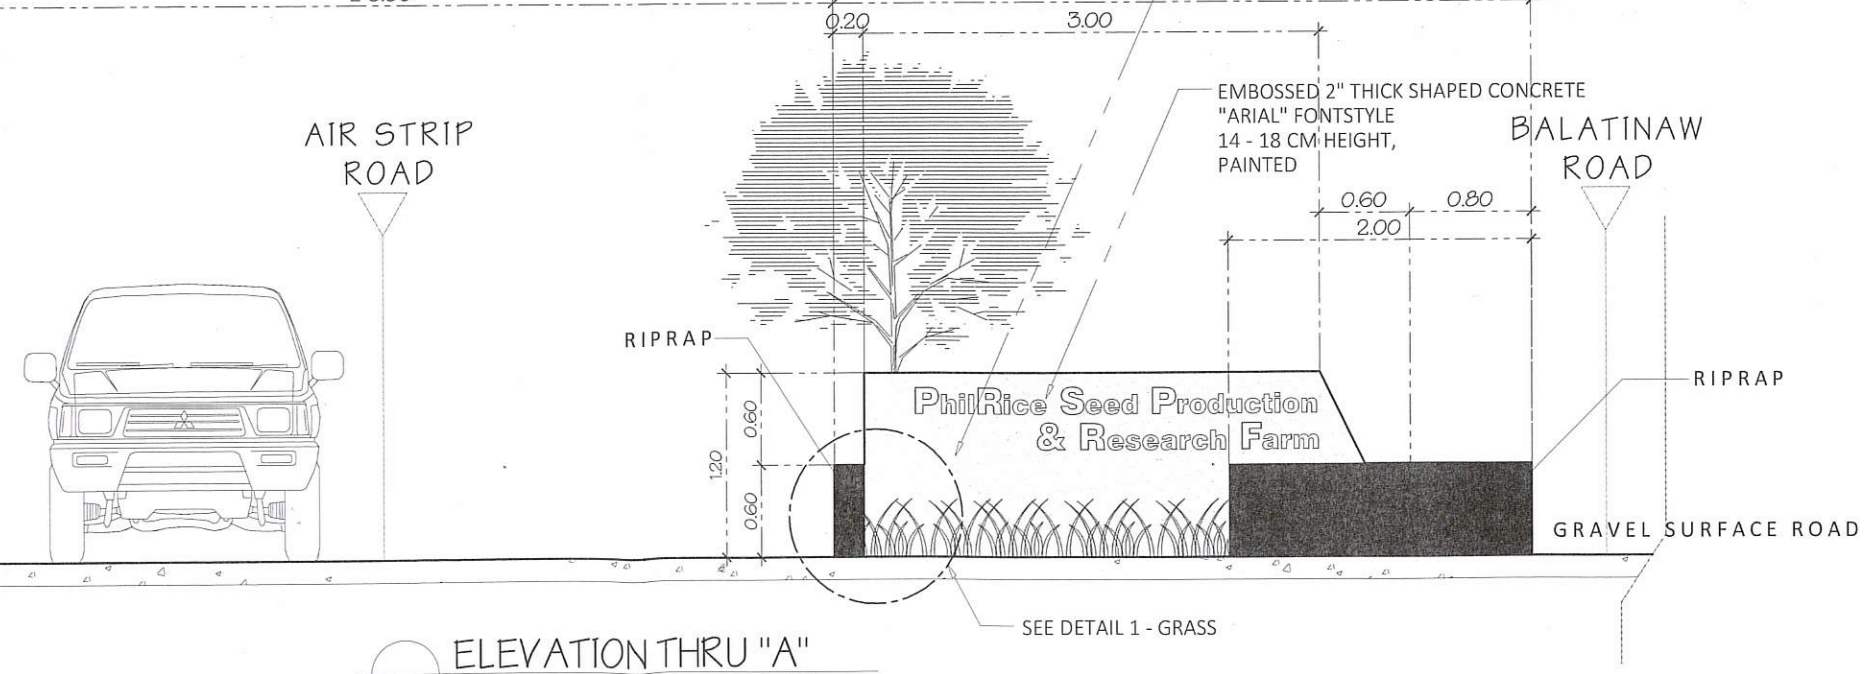 0.20
3.00
EMBOSSED 2" THICK SHAPED CONCRETE
"ARIAL" FONTSTYLE
14 - 18 CM HEIGHT,
PAINTED
AIR STRIP
ROAD
BALATINAW
ROAD
0.60
0.80
2.00
RIPRAP
RIPRAP
PhilRice Seed Production
& Research Farm
0.60
1.20
0.60
GRAVEL SURFACE ROAD
SEE DETAIL 1 - GRASS
ELEVATION THRU "A"